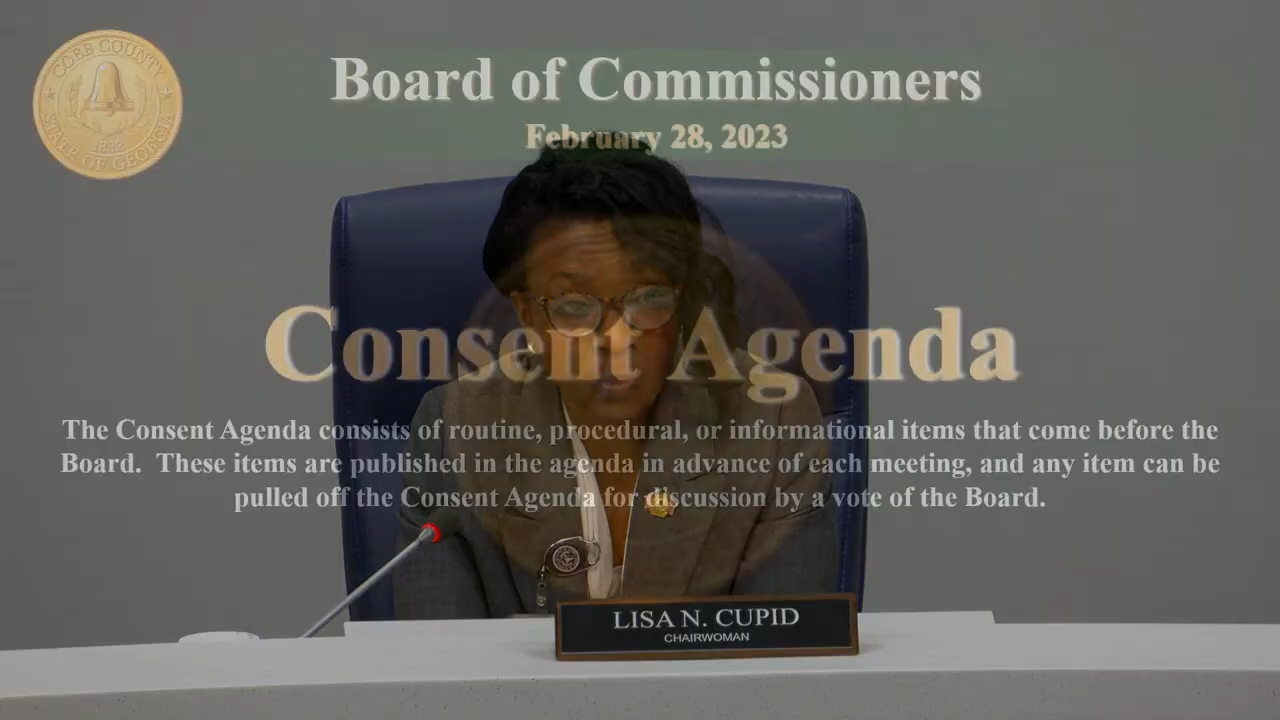 COBB COUNTY
1832
STATE OF GEORGIA
Board of Commissioners
February 28, 2023
Consent Agenda
The Consent Agenda consists of routine, procedural, or informational items that come before the
Board. These items are published in the agenda in advance of each meeting, and any item can be
pulled off the Consent Agenda for discussion by a vote of the Board.
LISA N. CUPID
CHAIRWOMAN